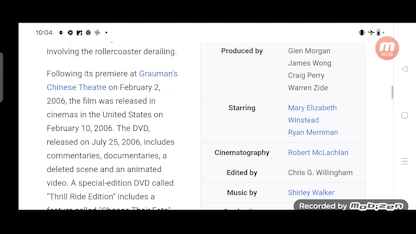 10:04
involving the rollercoaster derailing.
Following its premiere at Grauman's
Chinese Theatre on February 2,
2006, the film was released in
cinemas in the United States on
February 10, 2006. The DVD,
released on July 25, 2006, includes
commentaries, documentaries, a
deleted scene and an animated
video. A special-edition DVD called
"Thrill Ride Edition" includes a
Produced by
Glen Morgan
James Wong
Craig Perry
Warren Zide
Starring
Mary Elizabeth
Winstead
Ryan Merriman
Cinematography
Robert McLachlan
Edited by
Chris G. Willingham
Music by
Shirley Walker
Recorded by mobizen